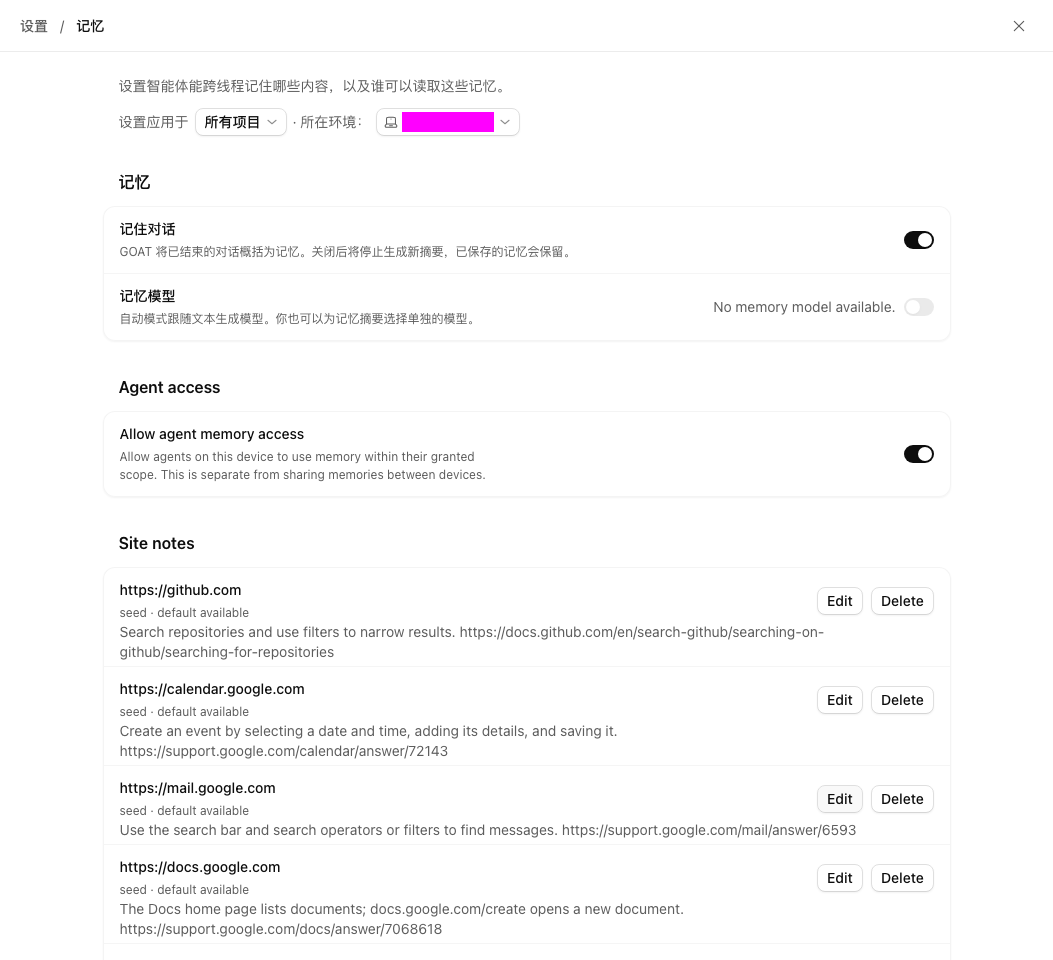 设置 / 记忆
设置智能体能跨线程记住哪些内容，以及谁可以读取这些记忆。
设置应用于 所有项目 · 所在环境：
记忆
记住对话
GOAT 将已结束的对话概括为记忆。关闭后将停止生成新摘要，已保存的记忆会保留。
记忆模型
自动模式跟随文本生成模型。你也可以为记忆摘要选择单独的模型。
No memory model available.
Agent access
Allow agent memory access
Allow agents on this device to use memory within their granted
scope. This is separate from sharing memories between devices.
Site notes
https://github.com
seed · default available
Search repositories and use filters to narrow results. https://docs.github.com/en/search-github/searching-on-
github/searching-for-repositories
Edit Delete
https://calendar.google.com
seed · default available
Create an event by selecting a date and time, adding its details, and saving it.
https://support.google.com/calendar/answer/72143
Edit Delete
https://mail.google.com
seed · default available
Use the search bar and search operators or filters to find messages. https://support.google.com/mail/answer/6593
Edit Delete
https://docs.google.com
seed · default available
The Docs home page lists documents; docs.google.com/create opens a new document.
https://support.google.com/docs/answer/7068618
Edit Delete